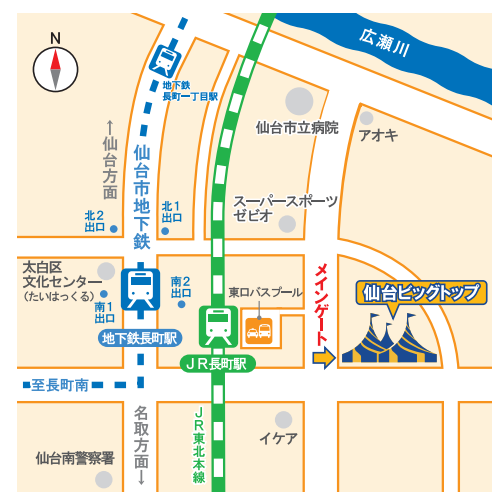 N
広瀬川
地下鉄
長町一丁目駅
仙台市立病院
アオキ
←仙台方面
仙台市地下鉄
北1
出口
北2
出口
スーパースポーツ
ゼビオ
太白区
文化センター
（たいはっくる）
南1
出口
南2
出口
東口バスプール
メインゲート
仙台ビッグトップ
地下鉄長町駅
JR長町駅
至長町南
名取方面→
JR東北本線
イケア
仙台南警察署